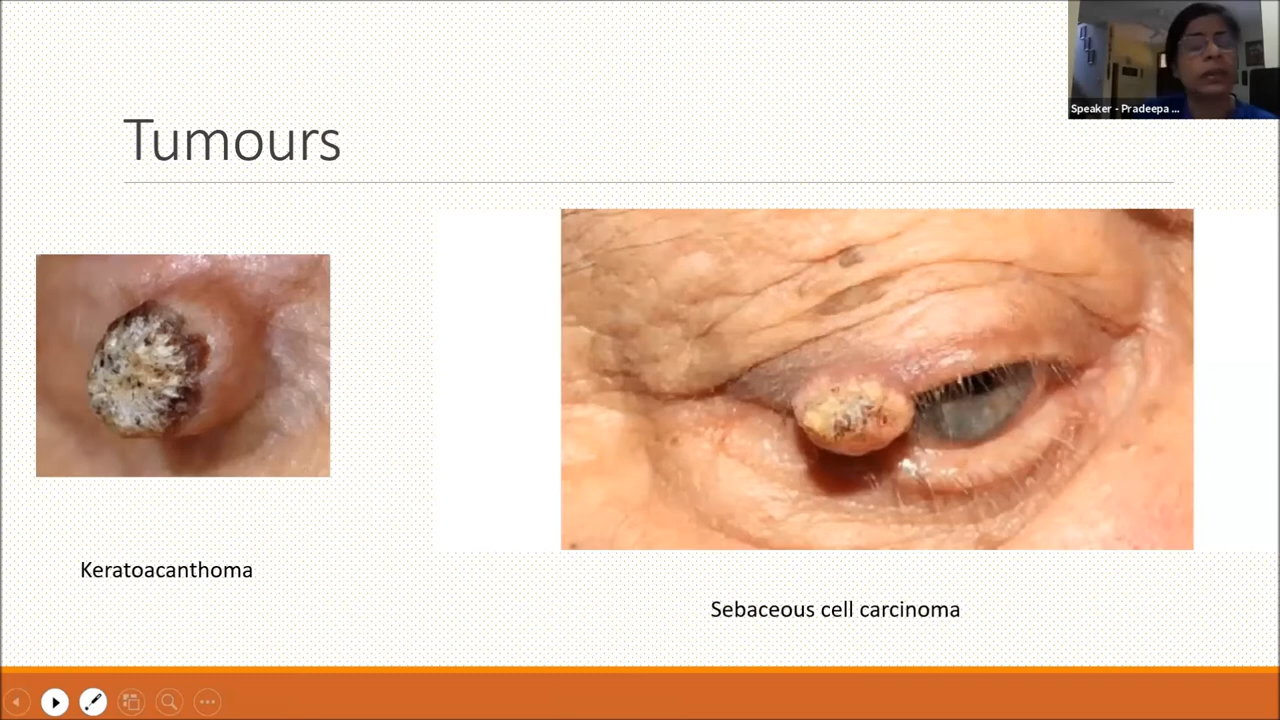 Speaker - Pradeepa ...
Tumours
Keratoacanthoma
Sebaceous cell carcinoma